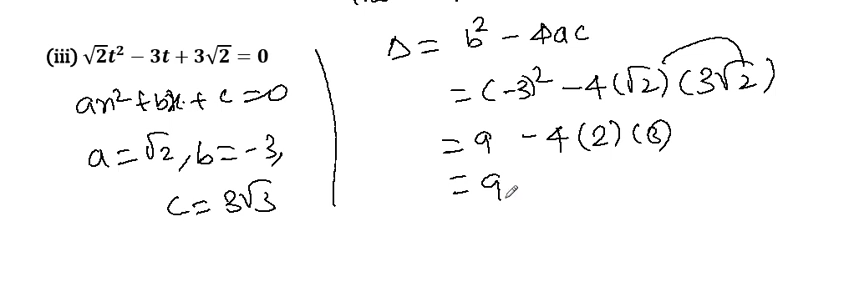 (iii) √2t² − 3t + 3√2 = 0
ax² + bx + c = 0
a = √2, b = -3,
c = 3√3
Δ = b² - 4ac
= (-3)² - 4(√2)(3√2)
= 9 - 4(2)(3)
= 9